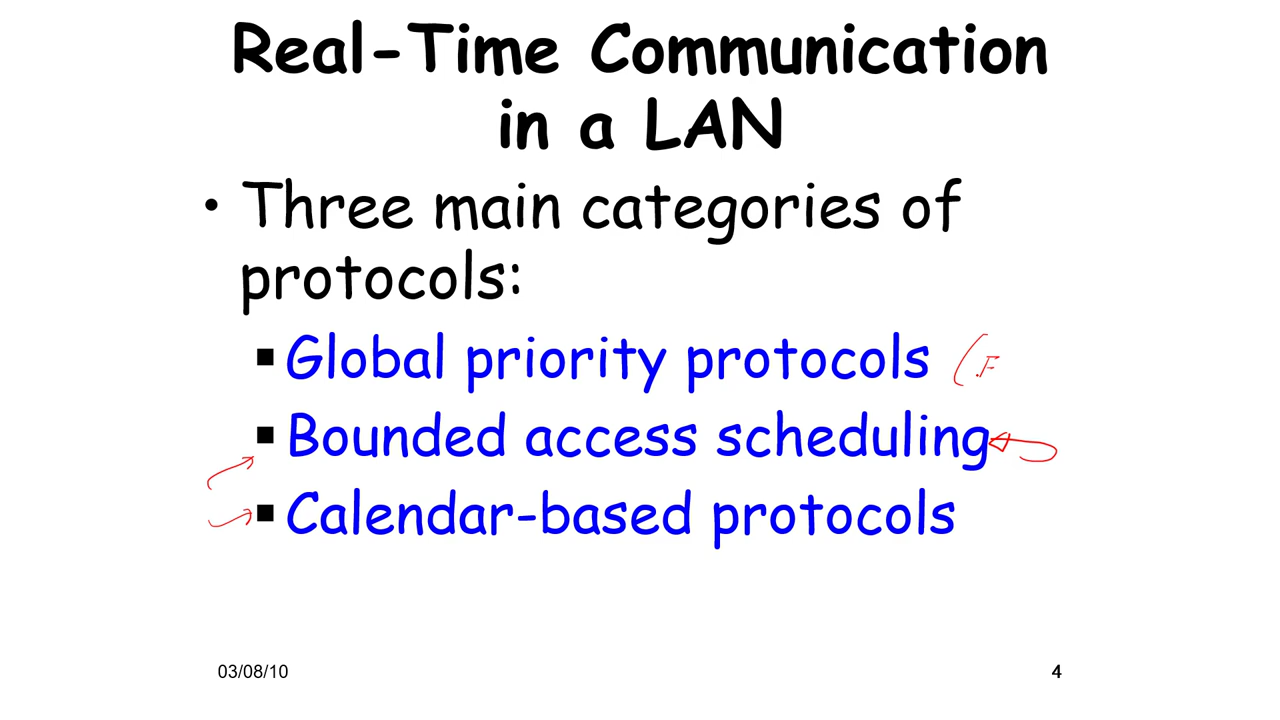 Real-Time Communication
in a LAN
• Three main categories of
protocols:
▪ Global priority protocols (F
▪ Bounded access scheduling
▪ Calendar-based protocols
03/08/10 4